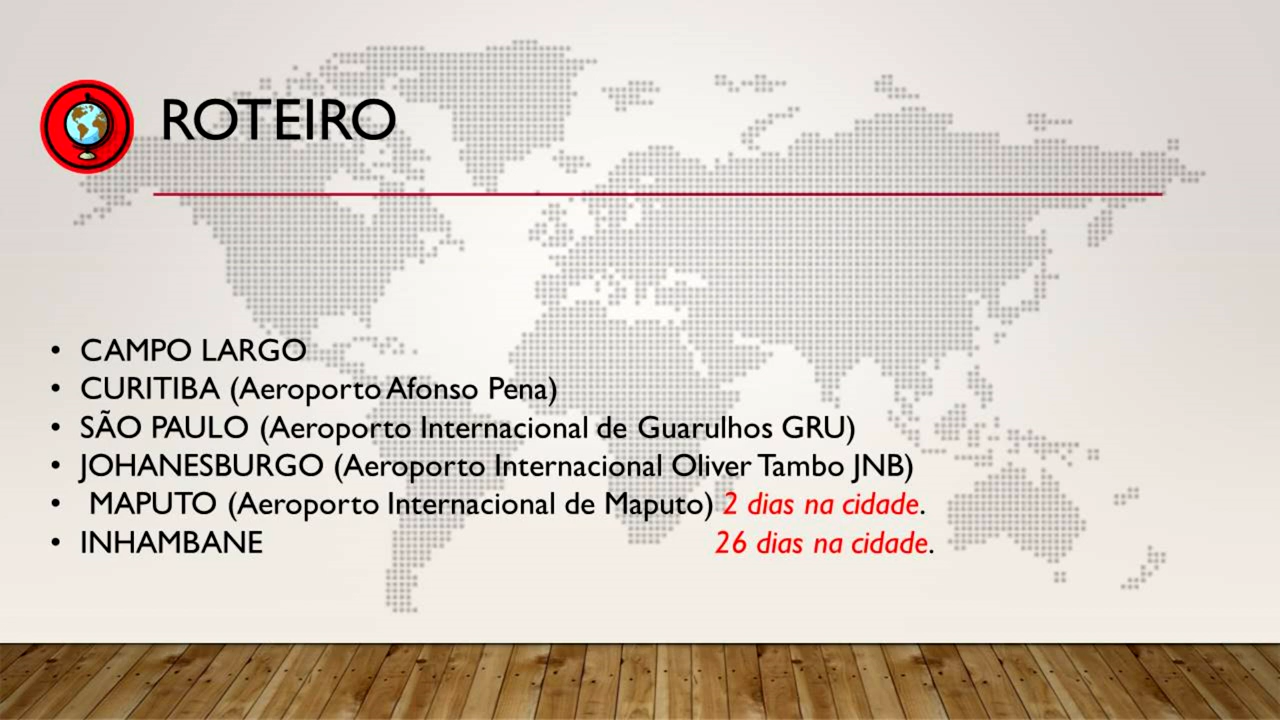 ROTEIRO
• CAMPO LARGO
• CURITIBA (Aeroporto Afonso Pena)
• SÃO PAULO (Aeroporto Internacional de Guarulhos GRU)
• JOHANESBURGO (Aeroporto Internacional Oliver Tambo JNB)
• MAPUTO (Aeroporto Internacional de Maputo) 2 dias na cidade.
• INHAMBANE 26 dias na cidade.